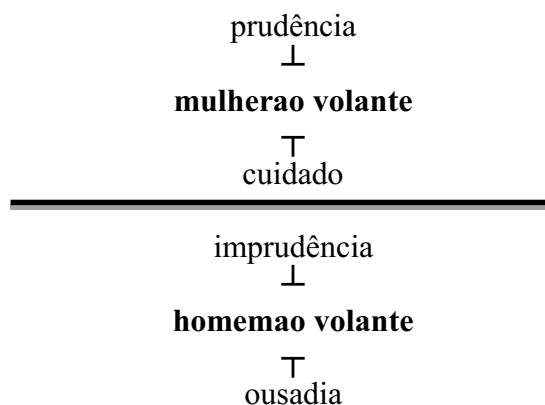 prudência
⊥
mulherao volante
⊤
cuidado
imprudência
⊥
homemao volante
⊤
ousadia